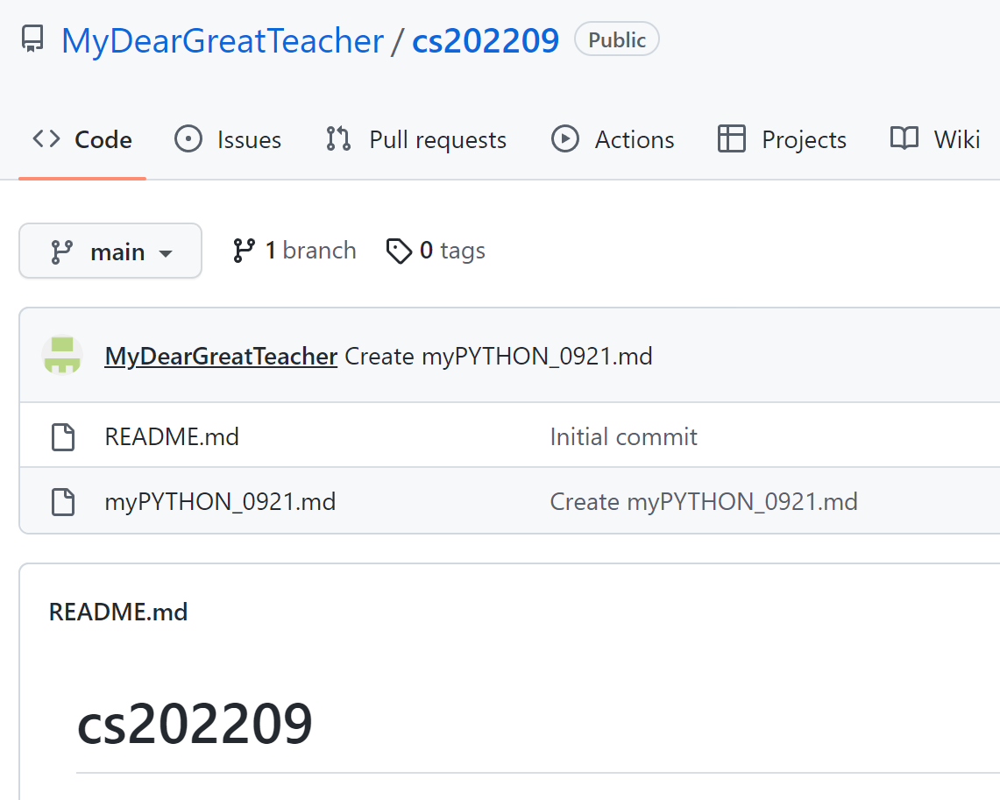 MyDearGreatTeacher / cs202209 Public
Code Issues Pull requests Actions Projects Wiki
main 1 branch 0 tags
MyDearGreatTeacher Create myPYTHON_0921.md
README.md Initial commit
myPYTHON_0921.md Create myPYTHON_0921.md
README.md
cs202209